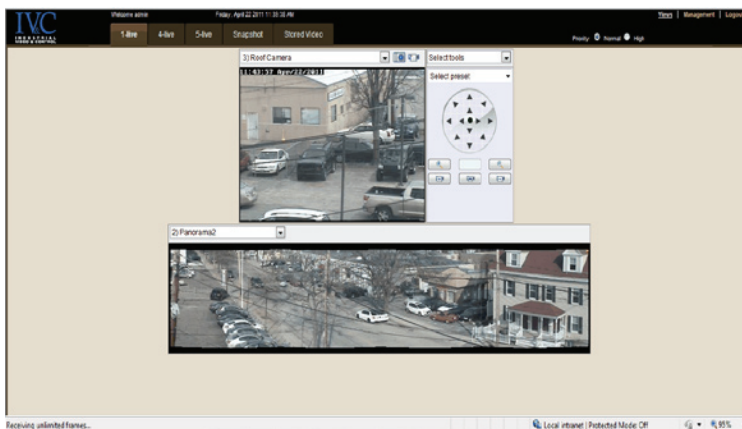 IVC
INDUSTRIAL
VIDEO & CONTROL
Welcome admin
Friday, April 22 2011 11:38:38 AM
Views | Management | Logout
1-live
4-live
5-live
Snapshot
Stored Video
Priority: Normal High
3) Roof Camera
Select tools
11:43:37 Apr/22/2011
Select preset
2) Panorama2
Receiving unlimited frames...
Local intranet | Protected Mode: Off
95%